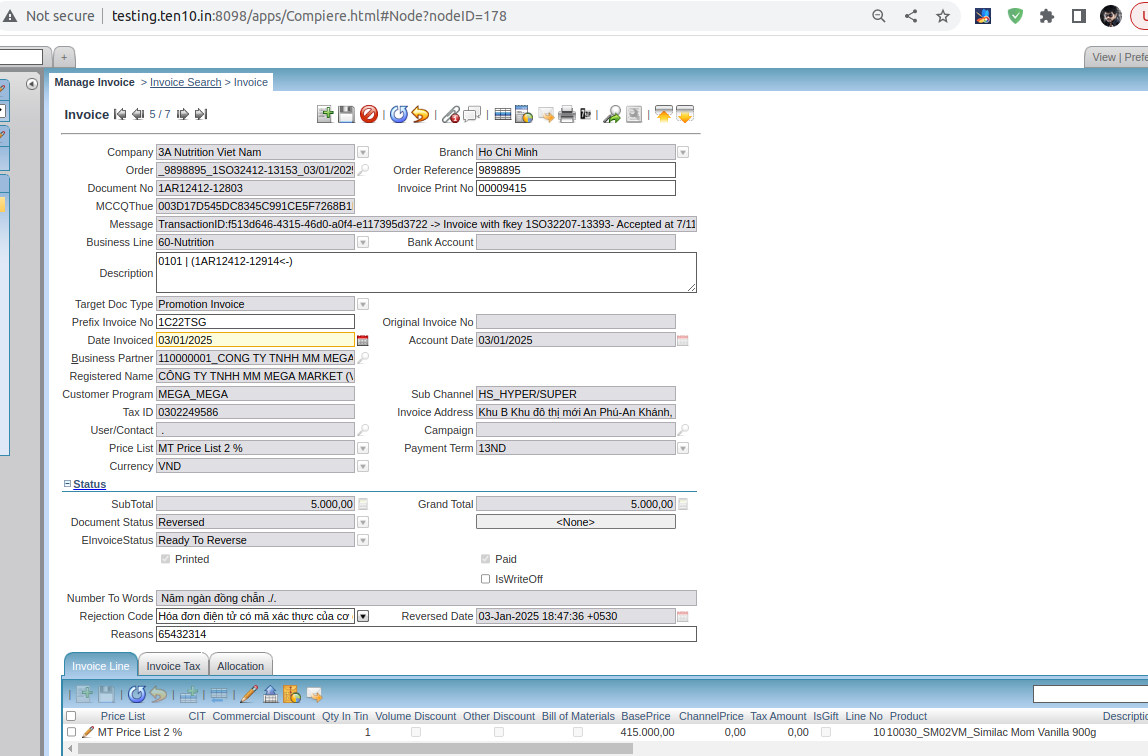 Not secure | testing.ten10.in:8098/apps/Compiere.html#Node?nodeID=178
+
View | Prefe
Manage Invoice > Invoice Search > Invoice
Invoice 5 / 7
Company 3A Nutrition Viet Nam Branch Ho Chi Minh
Order _9898895_1SO32412-13153_03/01/202 Order Reference 9898895
Document No 1AR12412-12803 Invoice Print No 00009415
MCCQThue 003D17D545DC8345C991CE5F7268B1
Message TransactionID:f513d646-4315-46d0-a0f4-e117395d3722 -> Invoice with fkey 1SO32207-13393- Accepted at 7/11
Business Line 60-Nutrition Bank Account
Description 0101 | (1AR12412-12914<-)
Target Doc Type Promotion Invoice
Prefix Invoice No 1C22TSG Original Invoice No
Date Invoiced 03/01/2025 Account Date 03/01/2025
Business Partner 110000001_CONG TY TNHH MM MEGA
Registered Name CÔNG TY TNHH MM MEGA MARKET (V
Customer Program MEGA_MEGA Sub Channel HS_HYPER/SUPER
Tax ID 0302249586 Invoice Address Khu B Khu đô thị mới An Phú-An Khánh,
User/Contact . Campaign
Price List MT Price List 2 % Payment Term 13ND
Currency VND
Status
SubTotal 5.000,00 Grand Total 5.000,00
Document Status Reversed <None>
EInvoiceStatus Ready To Reverse
Printed Paid
IsWriteOff
Number To Words Năm ngàn đồng chẵn ./.
Rejection Code Hóa đơn điện tử có mã xác thực của cơ Reversed Date 03-Jan-2025 18:47:36 +0530
Reasons 65432314
Invoice Line Invoice Tax Allocation
Price List CIT Commercial Discount Qty In Tin Volume Discount Other Discount Bill of Materials BasePrice ChannelPrice Tax Amount IsGift Line No Product Descriptio
MT Price List 2 % 1 415.000,00 0,00 0,00 10 10030_SM02VM_Similac Mom Vanilla 900g